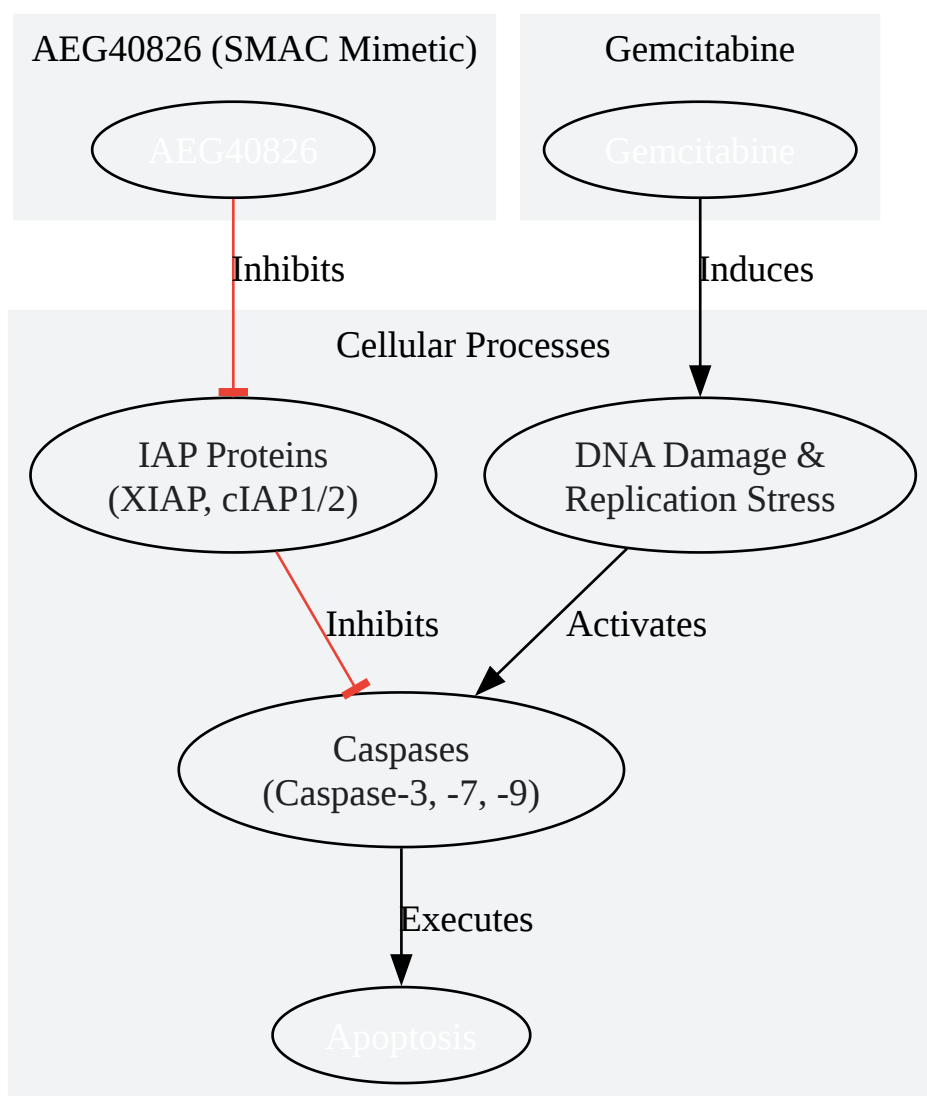 AEG40826 (SMAC Mimetic)
Gemcitabine
AEG40826
Gemcitabine
Inhibits
Induces
Cellular Processes
IAP Proteins
(XIAP, cIAP1/2)
DNA Damage &
Replication Stress
Inhibits
Activates
Caspases
(Caspase-3, -7, -9)
Executes
Apoptosis